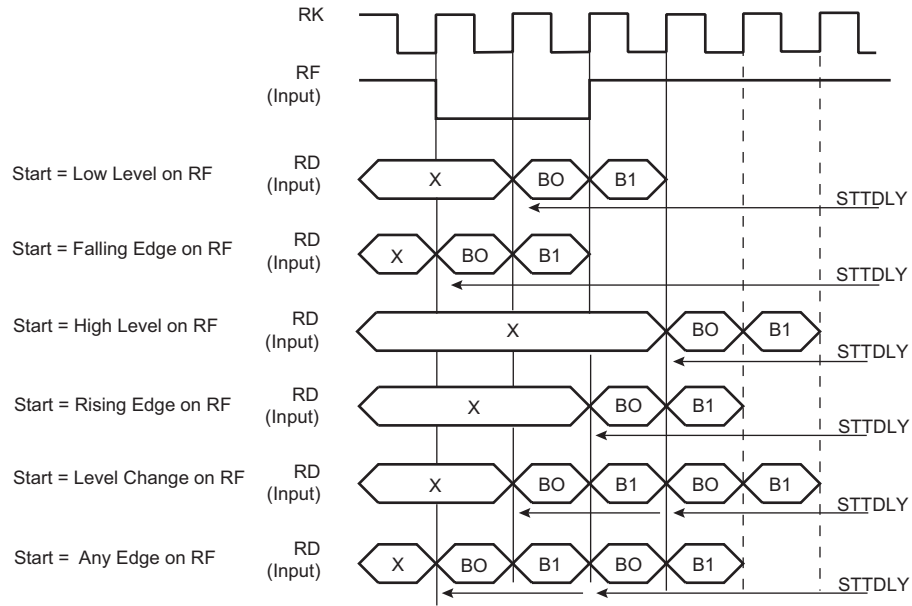 RK
RF
(Input)
Start = Low Level on RF
RD
(Input)
X
BO
B1
STTDLY
Start = Falling Edge on RF
RD
(Input)
X
BO
B1
STTDLY
Start = High Level on RF
RD
(Input)
X
BO
B1
STTDLY
Start = Rising Edge on RF
RD
(Input)
X
BO
B1
STTDLY
Start = Level Change on RF
RD
(Input)
X
BO
B1
BO
B1
STTDLY
Start = Any Edge on RF
RD
(Input)
X
BO
B1
BO
B1
STTDLY